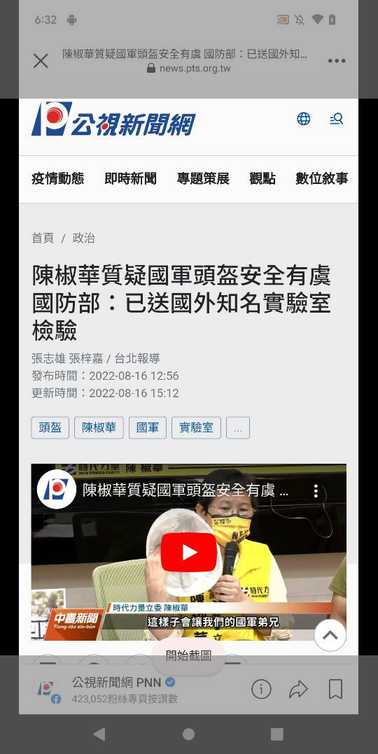 6:32
陳椒華質疑國軍頭盔安全有虞 國防部：已送國外知...
news.pts.org.tw
公視新聞網
疫情動態 即時新聞 專題策展 觀點 數位敘事
首頁 / 政治
陳椒華質疑國軍頭盔安全有虞
國防部：已送國外知名實驗室
檢驗
張志雄 張梓嘉 / 台北報導
發布時間：2022-08-16 12:56
更新時間：2022-08-16 15:12
頭盔 陳椒華 國軍 實驗室 ...
陳椒華質疑國軍頭盔安全有虞 ...
中晝新聞
時代力量立委 陳椒華
這樣子會讓我們的國軍弟兄
開始截圖
公視新聞網 PNN
423,052粉絲專頁按讚數